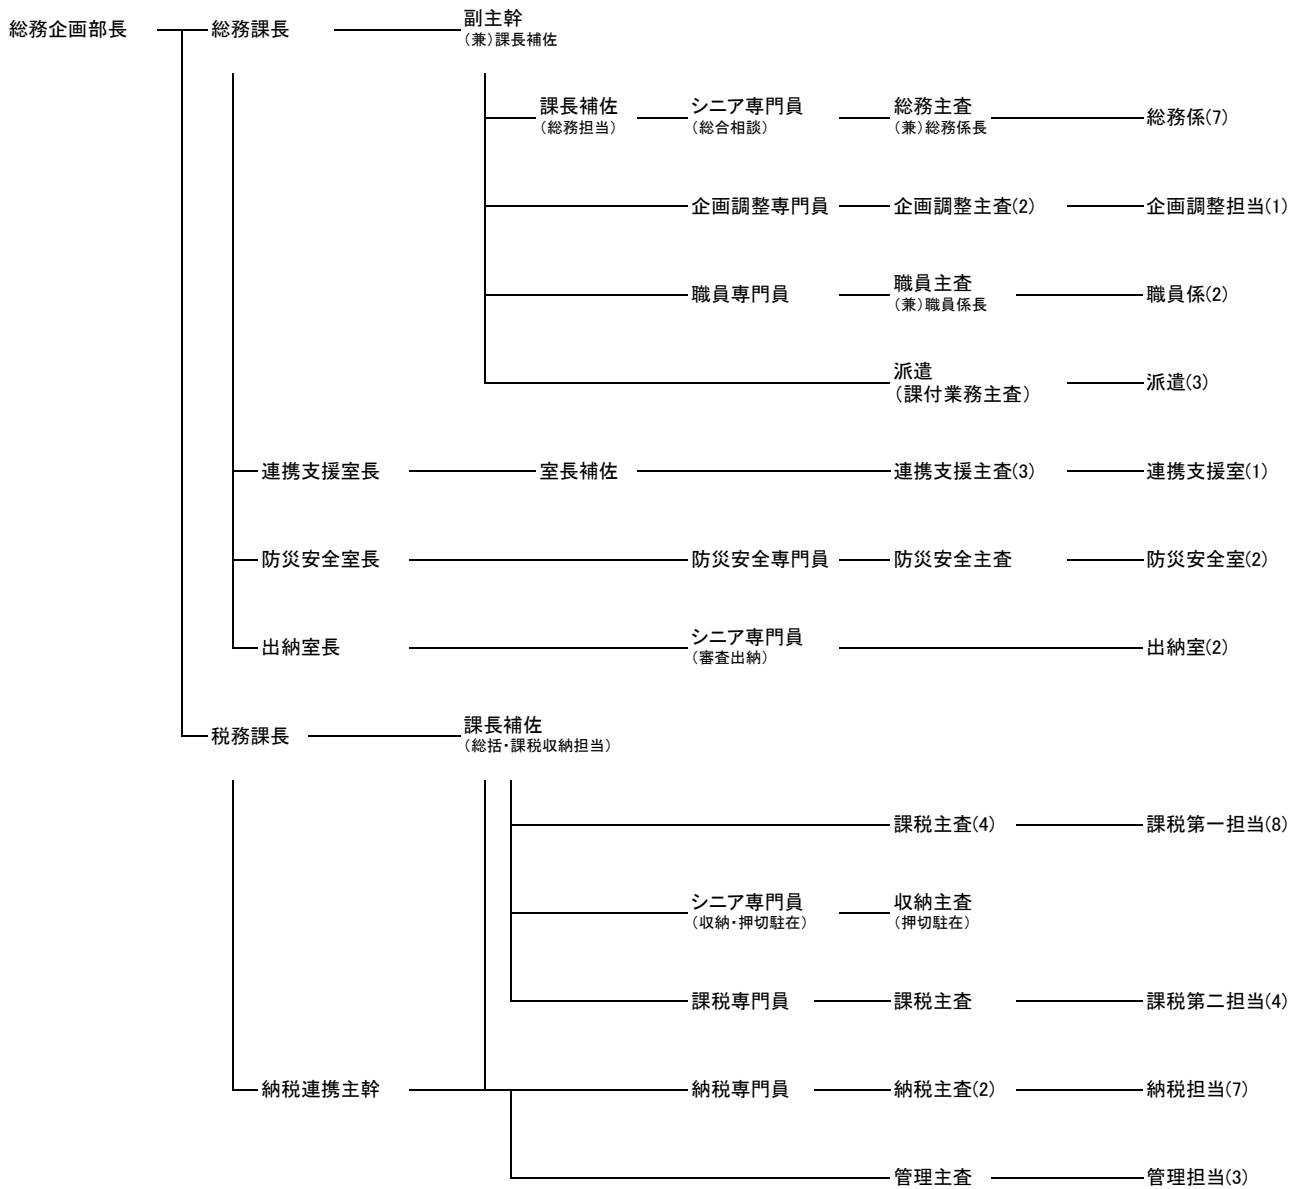 総務企画部長
総務課長
副主幹
(兼)課長補佐
課長補佐
(総務担当)
シニア専門員
(総合相談)
総務主査
(兼)総務係長
総務係(7)
企画調整専門員
企画調整主査(2)
企画調整担当(1)
職員専門員
職員主査
(兼)職員係長
職員係(2)
派遣
(課付業務主査)
派遣(3)
連携支援室長
室長補佐
連携支援主査(3)
連携支援室(1)
防災安全室長
防災安全専門員
防災安全主査
防災安全室(2)
出納室長
シニア専門員
(審査出納)
出納室(2)
税務課長
課長補佐
(総括・課税収納担当)
課税主査(4)
課税第一担当(8)
シニア専門員
(収納・押切駐在)
収納主査
(押切駐在)
課税専門員
課税主査
課税第二担当(4)
納税連携主幹
納税専門員
納税主査(2)
納税担当(7)
管理主査
管理担当(3)